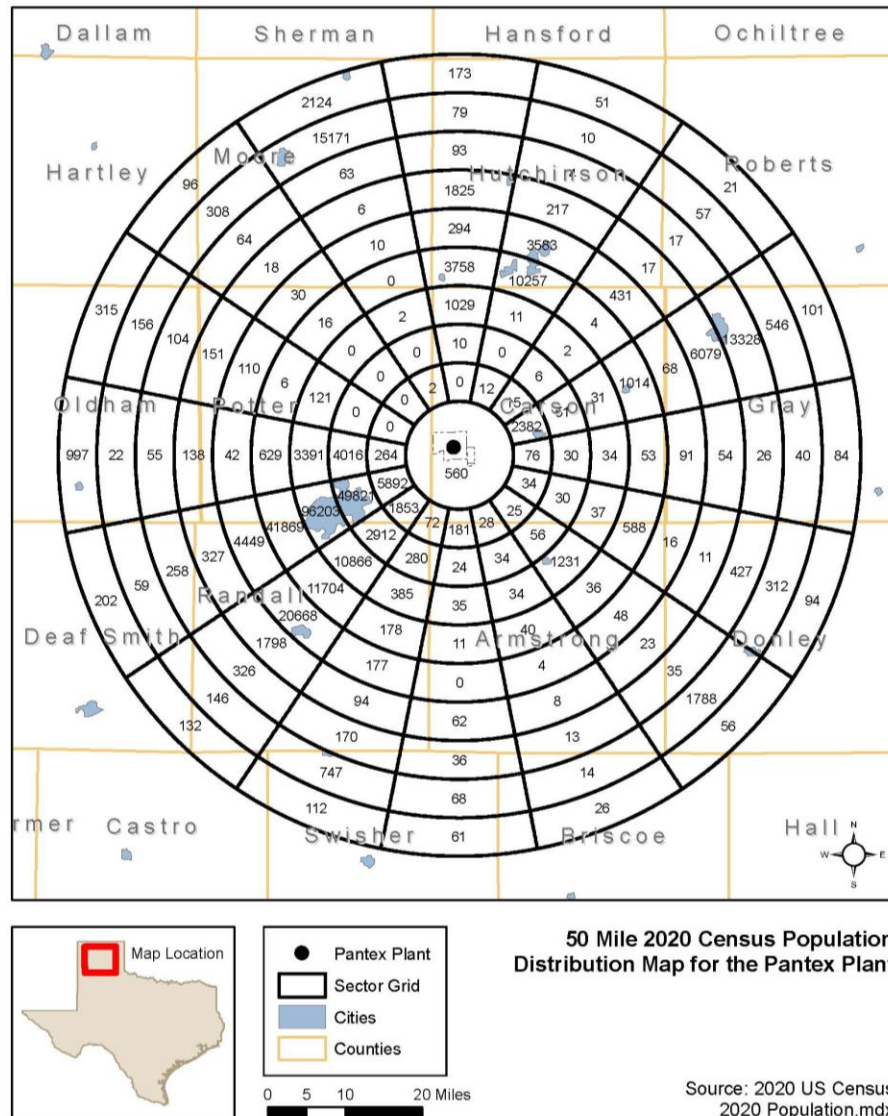 Dallam Sherman Hansford Ochiltree
173
2124 51
79
15171 10
93
Hartley Moore Hutchinson Roberts
96 63 1825 21
308 6 217 57
64 294 17
10 3583
18 3758 17
0 10257
30 431
315 1029 101
156 16 2 11 4 546
104 13328
151 0 0 10 0 2 68 6079
110 0 0 6 1014
6 0 31
121 2 12
Oldham Potter 0 15 Carson 31 Gray
0 2382
997 22 55 138 42 629 3391 4016 264 76 30 34 53 91 54 26 40 84
560
5892 34
49821 1853 25 30
96203 72 181 28 37
41869 2912 56 588
4449 280 24 34 16
327 10866 1231 11
258 11704 385 35 34 36 427
59 312
202 Randall 20668 178 40 48 94
Deaf Smith 11 Armstrong Donley
1798 177 4 23
326 0 35
146 94 8 1788
132 62 56
170 13
36
747 14
68
112 26
rmer Castro Swisher 61 Briscoe Hall
N
W E
S
Map Location
Pantex Plant
Sector Grid
Cities
Counties
0 5 10 20 Miles
50 Mile 2020 Census Population
Distribution Map for the Pantex Plant
Source: 2020 US Census
2020 Population.mdx